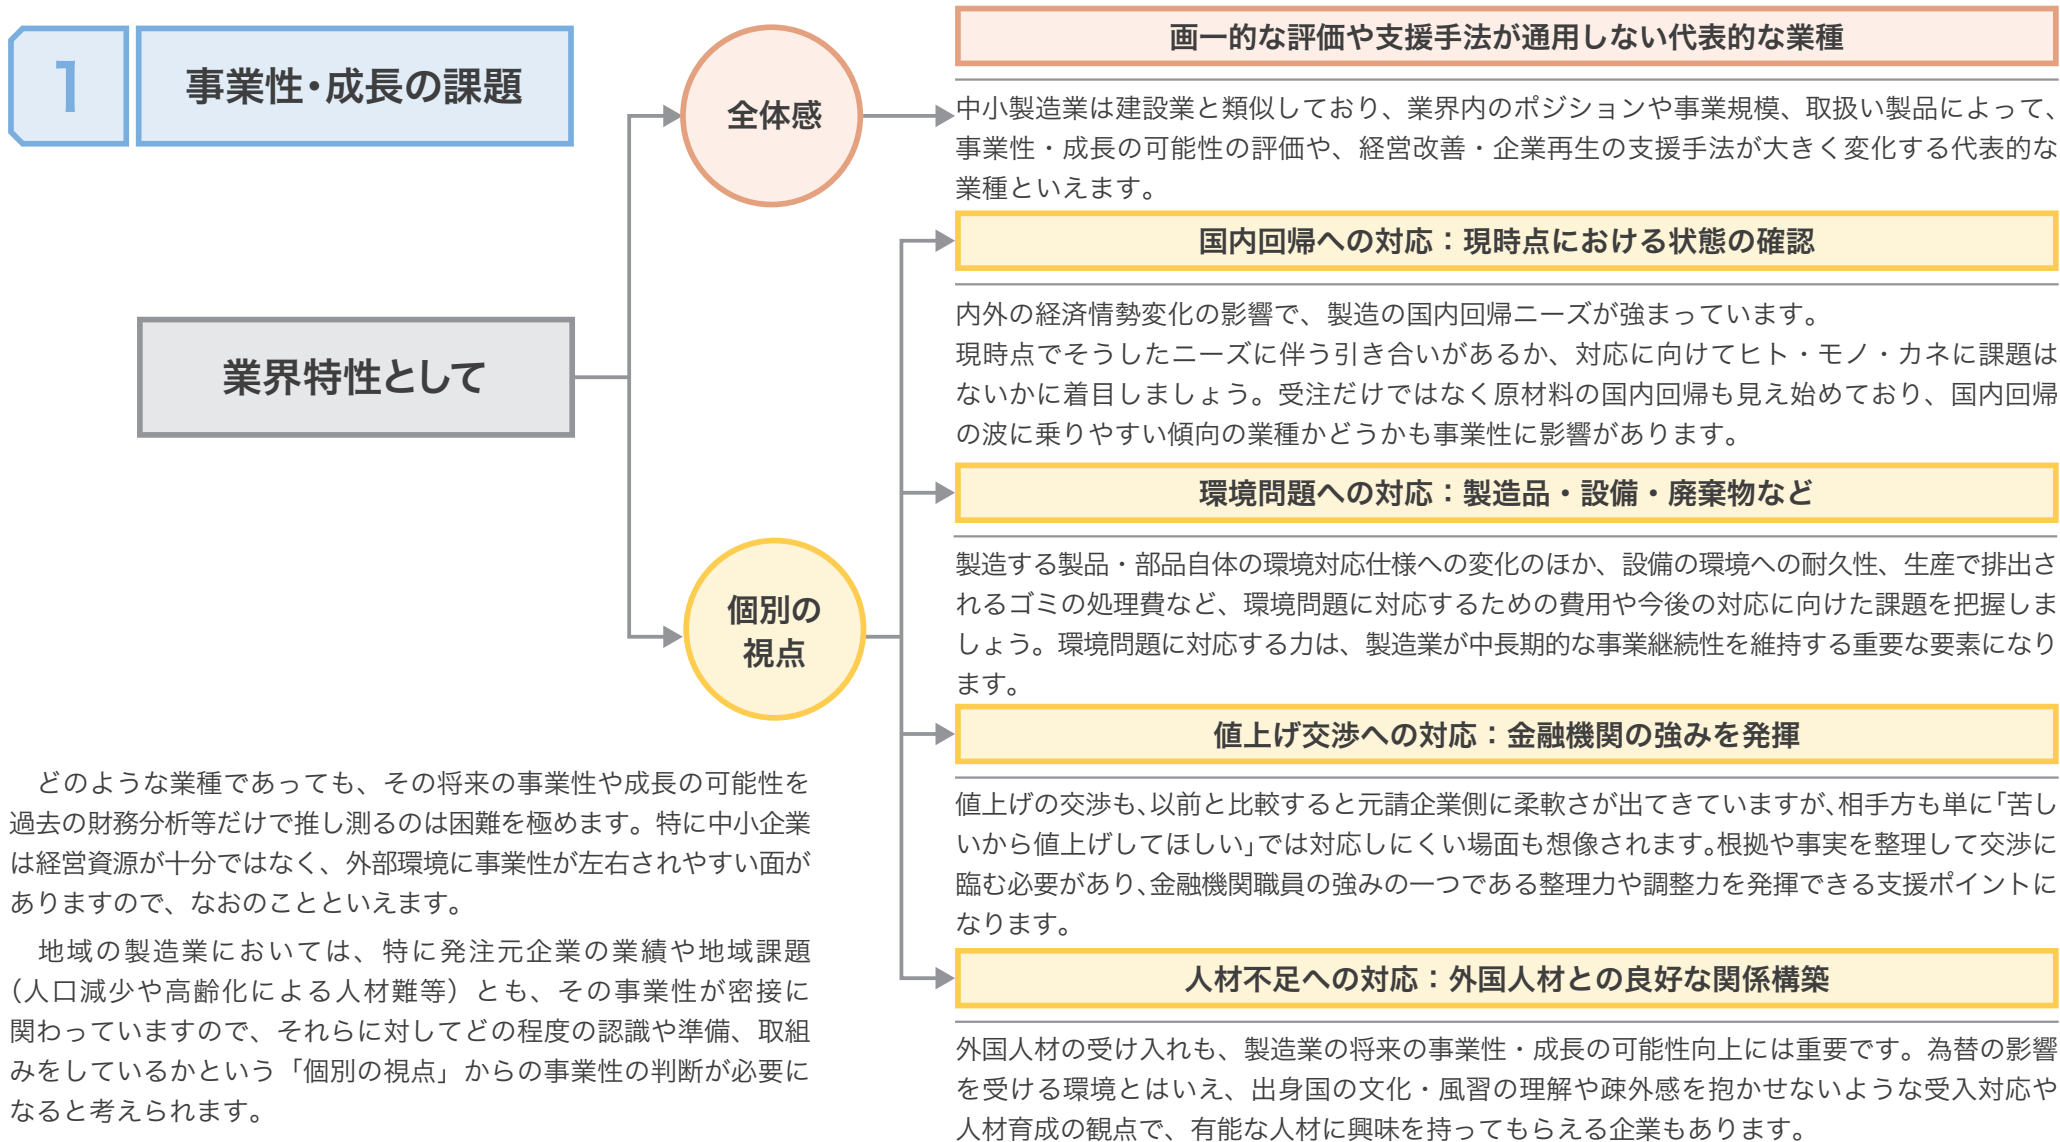 1
事業性・成長の課題
業界特性として
全体感
画一的な評価や支援手法が通用しない代表的な業種
中小製造業は建設業と類似しており、業界内のポジションや事業規模、取扱い製品によって、
事業性・成長の可能性の評価や、経営改善・企業再生の支援手法が大きく変化する代表的な
業種といえます。
個別の
視点
国内回帰への対応：現時点における状態の確認
内外の経済情勢変化の影響で、製造の国内回帰ニーズが強まっています。
現時点でそうしたニーズに伴う引き合いがあるか、対応に向けてヒト・モノ・カネに課題は
ないかに着目しましょう。受注だけではなく原材料の国内回帰も見え始めており、国内回帰
の波に乗りやすい傾向の業種かどうかも事業性に影響があります。
環境問題への対応：製造品・設備・廃棄物など
製造する製品・部品自体の環境対応仕様への変化のほか、設備の環境への耐久性、生産で排出さ
れるゴミの処理費など、環境問題に対応するための費用や今後の対応に向けた課題を把握しま
しょう。環境問題に対応する力は、製造業が中長期的な事業継続性を維持する重要な要素になり
ます。
値上げ交渉への対応：金融機関の強みを発揮
値上げの交渉も、以前と比較すると元請企業側に柔軟さが出てきていますが、相手方も単に「苦し
いから値上げしてほしい」では対応しにくい場面も想像されます。根拠や事実を整理して交渉に
臨む必要があり、金融機関職員の強みの一つである整理力や調整力を発揮できる支援ポイントに
なります。
人材不足への対応：外国人材との良好な関係構築
外国人材の受け入れも、製造業の将来の事業性・成長の可能性向上には重要です。為替の影響
を受ける環境とはいえ、出身国の文化・風習の理解や疎外感を抱かせないような受入対応や
人材育成の観点で、有能な人材に興味を持ってもらえる企業もあります。
どのような業種であっても、その将来の事業性や成長の可能性を
過去の財務分析等だけで推し測るのは困難を極めます。特に中小企業
は経営資源が十分ではなく、外部環境に事業性が左右されやすい面が
ありますので、なおのことといえます。
地域の製造業においては、特に発注元企業の業績や地域課題
（人口減少や高齢化による人材難等）とも、その事業性が密接に
関わっていますので、それらに対してどの程度の認識や準備、取組
みをしているかという「個別の視点」からの事業性の判断が必要に
なると考えられます。